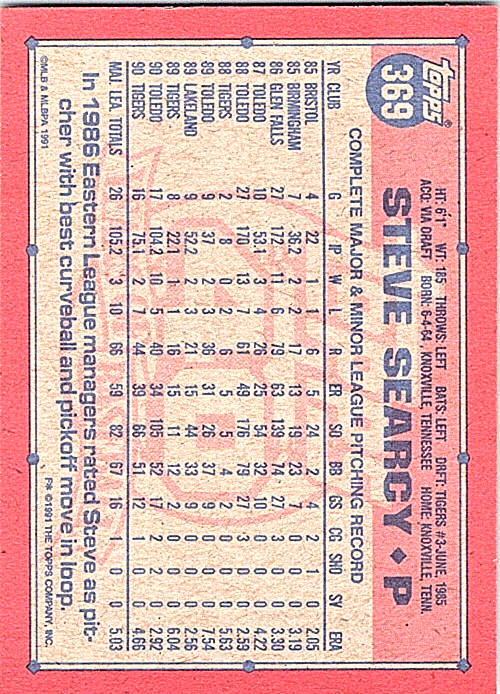 Topps
369
STEVE SEARCY • P
HT: 6'1" WT: 185 THROWS: LEFT BATS: LEFT DRFT: TIGERS #3-JUNE, 1985
ACQ: VIA DRAFT BORN: 6-4-64, KNOXVILLE, TENNESSEE HOME: KNOXVILLE, TENN.
COMPLETE MAJOR & MINOR LEAGUE PITCHING RECORD
YR CLUB G IP W L R ER SO BB GS CG SHO SV ERA
85 BRISTOL 4 22 1 1 6 5 24 2 4 2 1 0 2.05
85 BIRMINGHAM 7 36.2 2 2 17 13 19 23 7 1 0 0 3.19
86 GLEN FALLS 27 172 11 6 79 63 139 74 27 3 0 0 3.30
87 TOLEDO 10 53.1 3 4 26 25 54 32 10 0 0 0 4.22
88 TOLEDO 27 170 13 7 61 49 176 79 27 3 0 0 2.59
88 TIGERS 2 8 0 2 6 5 5 4 2 0 0 0 5.63
89 TOLEDO 9 37 2 3 36 31 26 37 8 0 0 0 7.54
89 LAKELAND 9 52.2 2 3 21 15 44 33 9 0 0 0 2.56
89 TIGERS 8 22.1 1 1 16 15 11 12 2 0 0 0 6.04
90 TOLEDO 17 104.2 10 5 40 34 105 52 17 2 2 0 2.92
90 TIGERS 16 75.1 2 7 44 39 66 51 12 1 0 0 4.66
MAJ. LEA. TOTALS 26 105.2 3 10 66 59 82 67 16 1 0 0 5.03
In 1986 Eastern League managers rated Steve as pit-
cher with best curveball and pickoff move in loop.
©MLB & MLBPA 1991
F* ©1991 THE TOPPS COMPANY, INC.